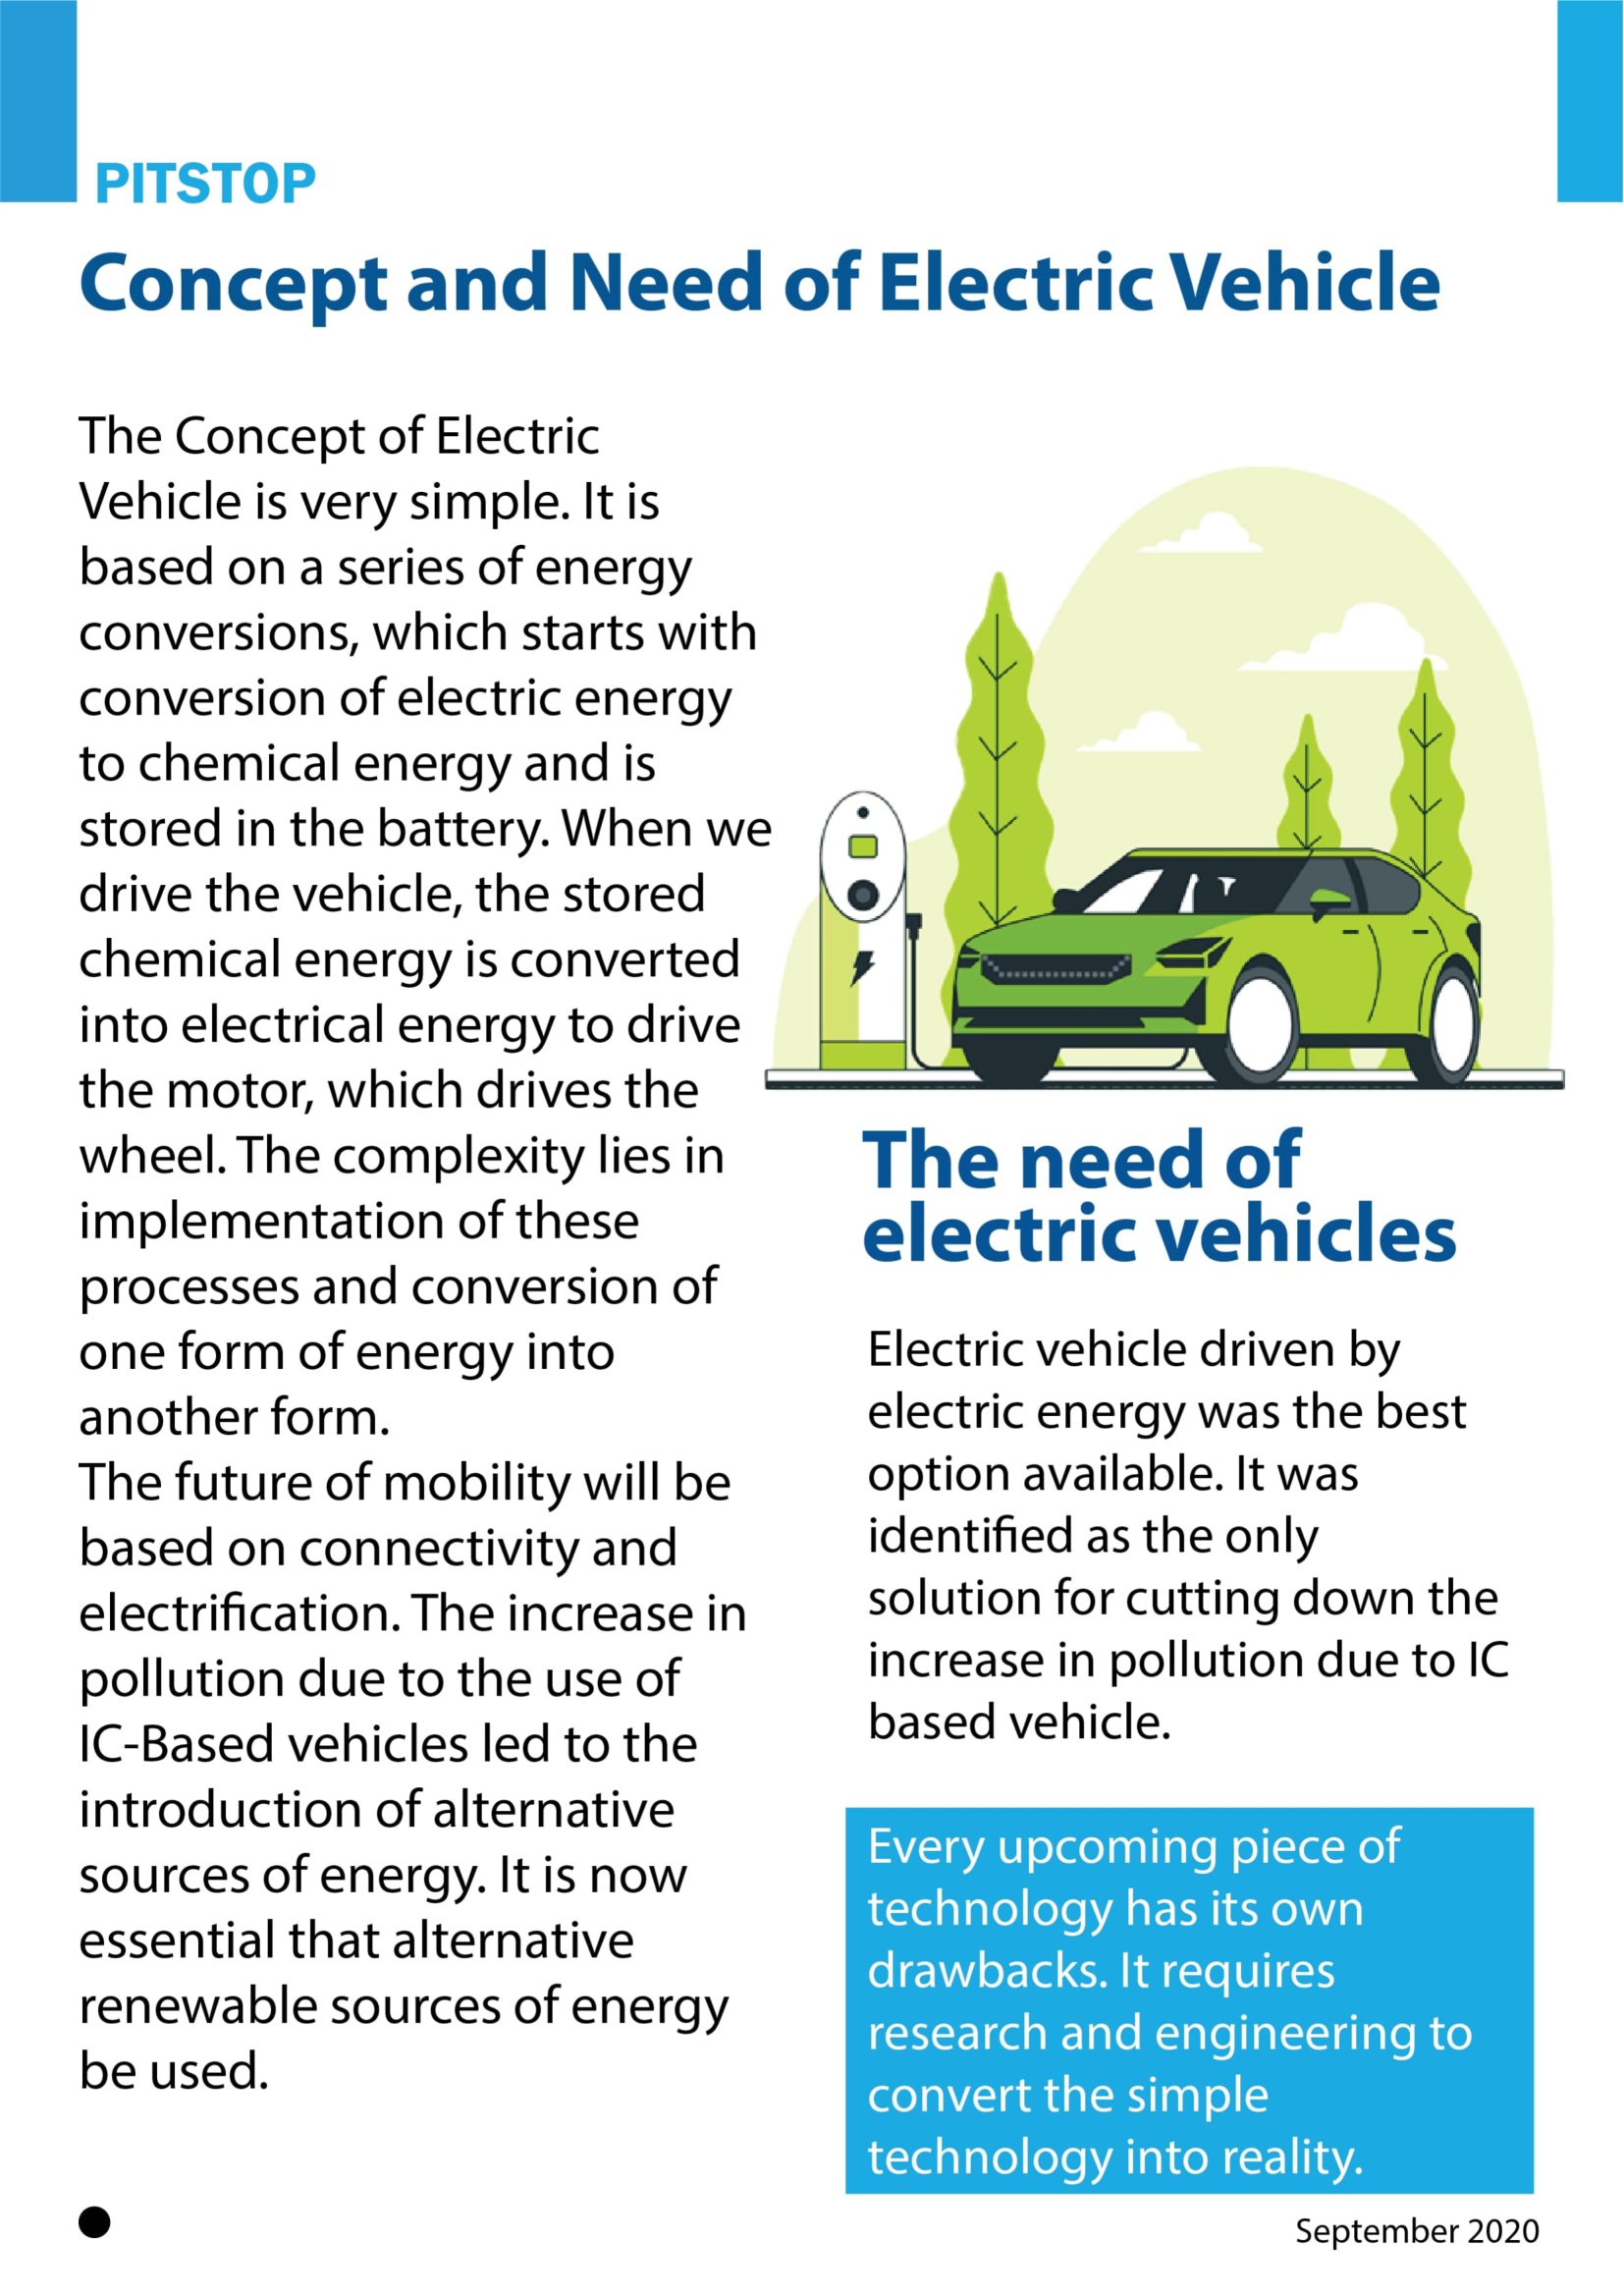 PITSTOP
Concept and Need of Electric Vehicle
The Concept of Electric
Vehicle is very simple. It is
based on a series of energy
conversions, which starts with
conversion of electric energy
to chemical energy and is
stored in the battery. When we
drive the vehicle, the stored
chemical energy is converted
into electrical energy to drive
the motor, which drives the
wheel. The complexity lies in
implementation of these
processes and conversion of
one form of energy into
another form.
The future of mobility will be
based on connectivity and
electrification. The increase in
pollution due to the use of
IC-Based vehicles led to the
introduction of alternative
sources of energy. It is now
essential that alternative
renewable sources of energy
be used.
The need of
electric vehicles
Electric vehicle driven by
electric energy was the best
option available. It was
identified as the only
solution for cutting down the
increase in pollution due to IC
based vehicle.
Every upcoming piece of
technology has its own
drawbacks. It requires
research and engineering to
convert the simple
technology into reality.
September 2020